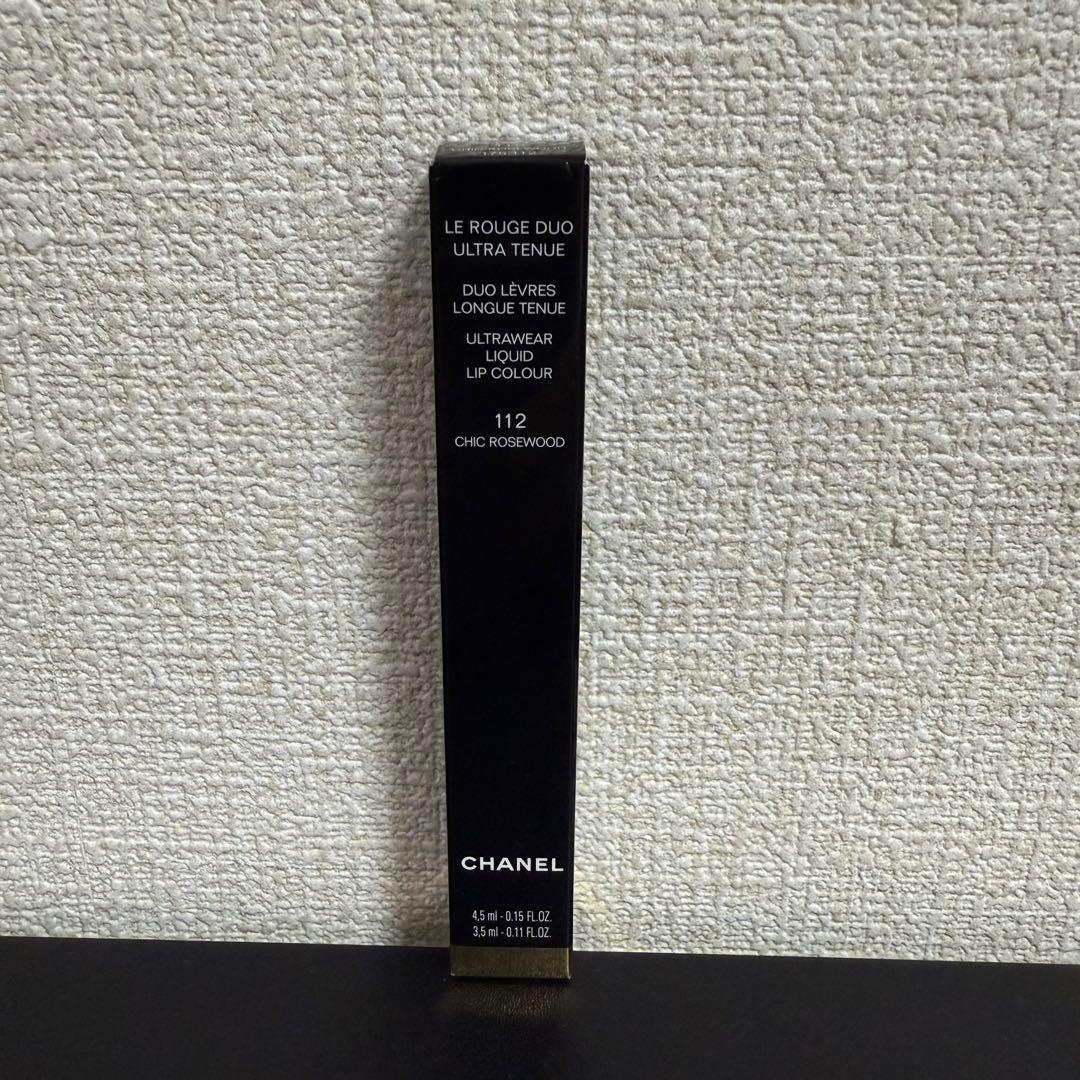 LE ROUGE DUO
ULTRA TENUE
DUO LÈVRES
LONGUE TENUE
ULTRAWEAR
LIQUID
LIP COLOUR
112
CHIC ROSEWOOD
CHANEL
4,5 ml - 0.15 FL.OZ.
3,5 ml - 0.11 FL.OZ.